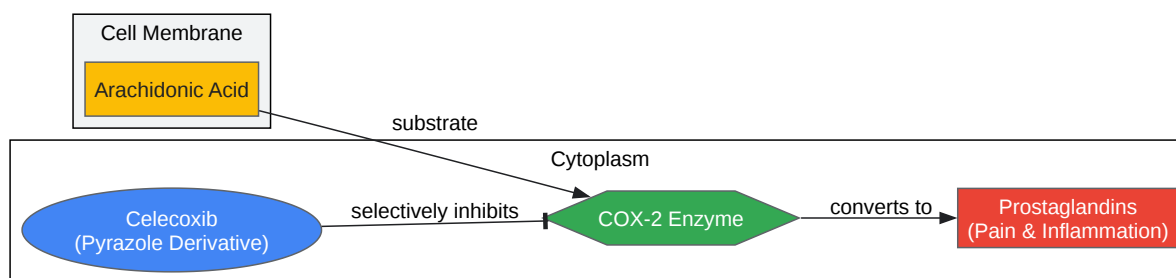 Cell Membrane
Arachidonic Acid
substrate
Cytoplasm
Celecoxib
(Pyrazole Derivative)
selectively inhibits
COX-2 Enzyme
converts to
Prostaglandins
(Pain & Inflammation)